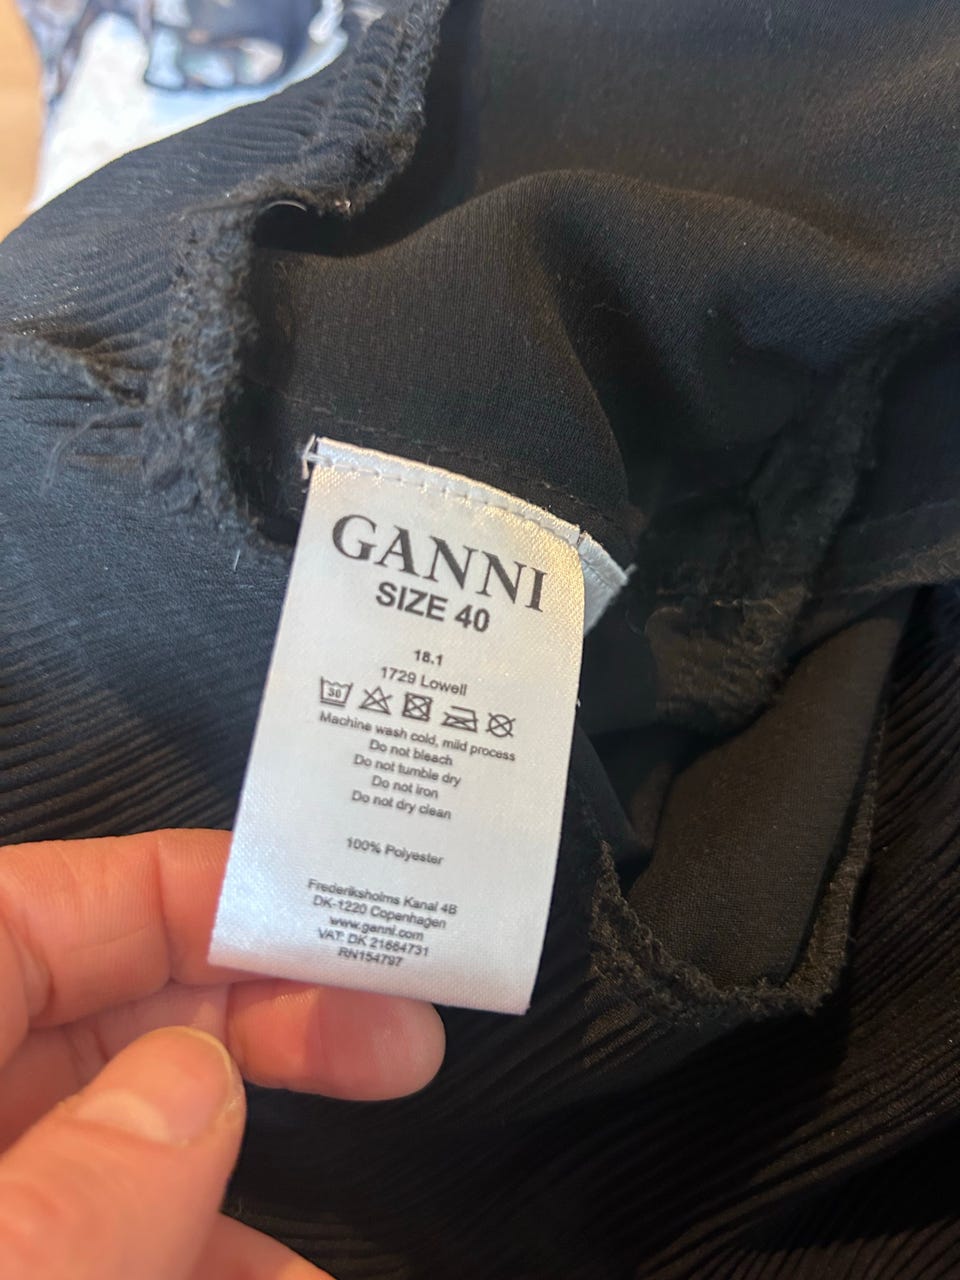 GANNI
SIZE 40
18.1
1729 Lowell
30
Machine wash cold, mild process
Do not bleach
Do not tumble dry
Do not iron
Do not dry clean
100% Polyester
Frederiksholms Kanal 4B
DK-1220 Copenhagen
www.ganni.com
VAT: DK 21664731
RN154797